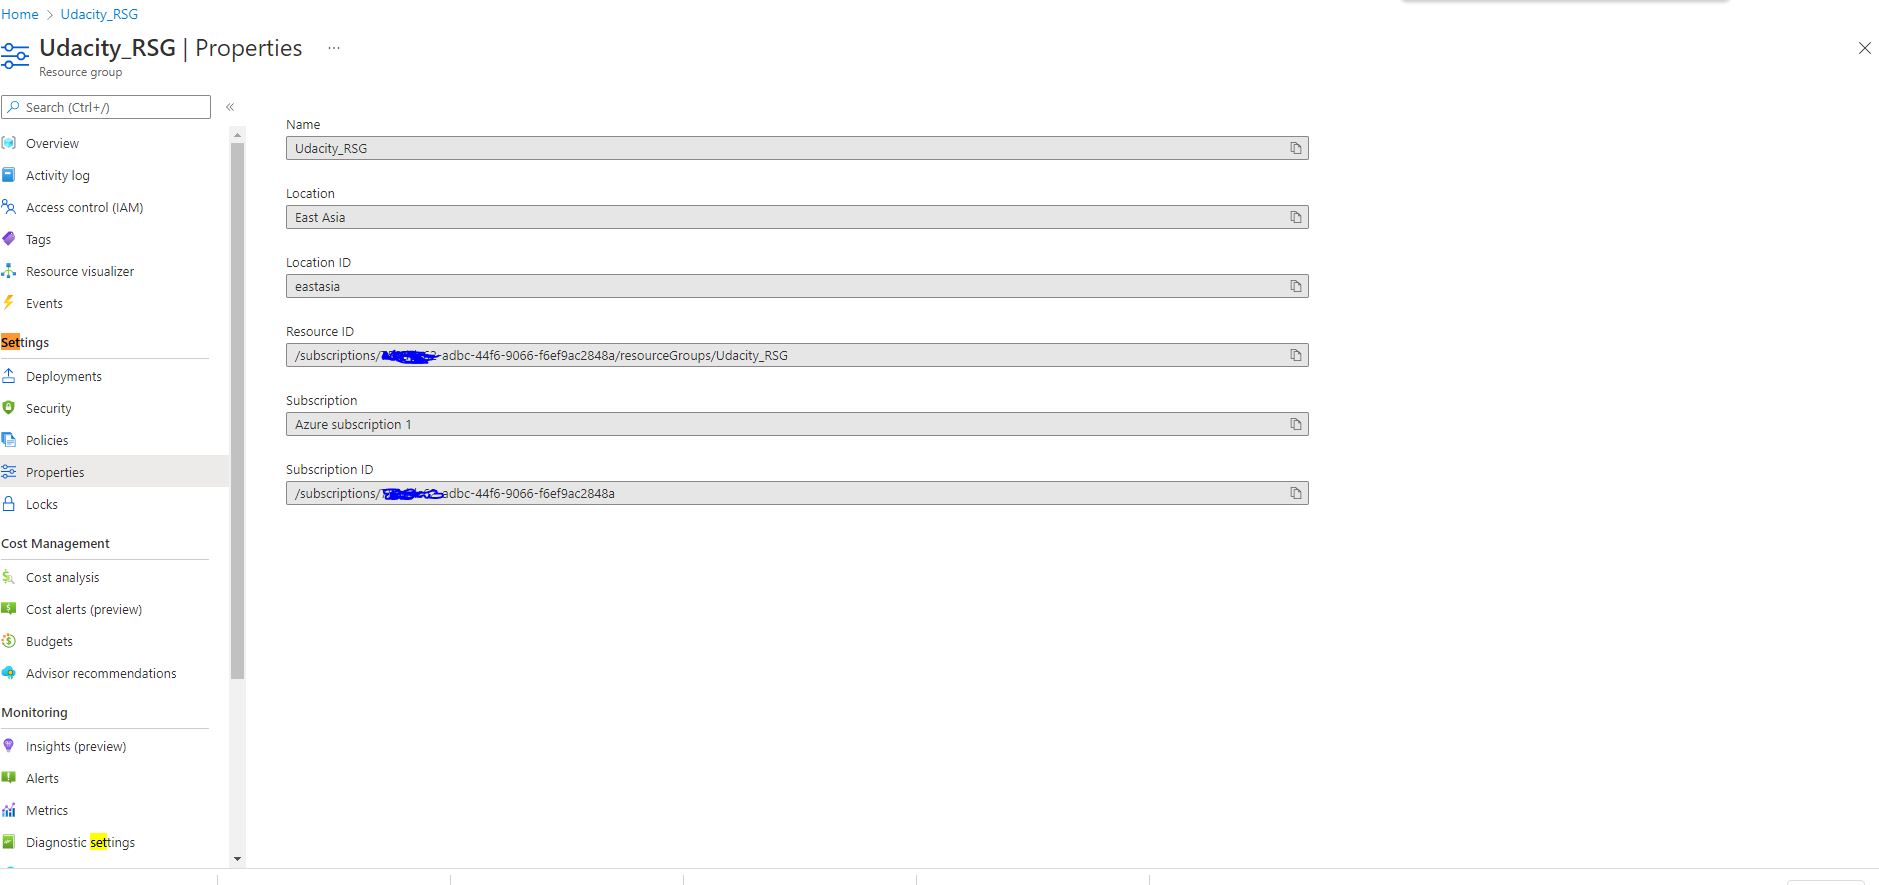 Home > Udacity_RSG
Udacity_RSG | Properties ...
Resource group
Search (Ctrl+/)
«
Overview
Activity log
Access control (IAM)
Tags
Resource visualizer
Events
Settings
Deployments
Security
Policies
Properties
Locks
Cost Management
Cost analysis
Cost alerts (preview)
Budgets
Advisor recommendations
Monitoring
Insights (preview)
Alerts
Metrics
Diagnostic settings
Name
Udacity_RSG
Location
East Asia
Location ID
eastasia
Resource ID
/subscriptions/ -adbc-44f6-9066-f6ef9ac2848a/resourceGroups/Udacity_RSG
Subscription
Azure subscription 1
Subscription ID
/subscriptions/ -adbc-44f6-9066-f6ef9ac2848a